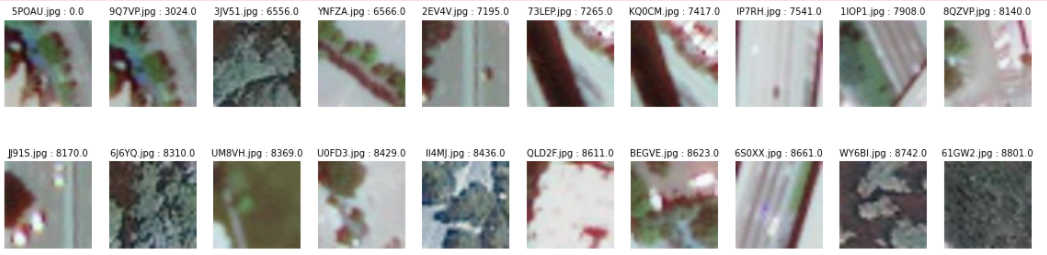 5POAU.jpg : 0.0 9Q7VP.jpg : 3024.0 3JV51.jpg : 6556.0 YNFZA.jpg : 6566.0 2EV4V.jpg : 7195.0 73LEP.jpg : 7265.0 KQ0CM.jpg : 7417.0 IP7RH.jpg : 7541.0 1IOP1.jpg : 7908.0 8QZVP.jpg : 8140.0
JJ91S.jpg : 8170.0 6J6YQ.jpg : 8310.0 UM8VH.jpg : 8369.0 U0FD3.jpg : 8429.0 II4MJ.jpg : 8436.0 QLD2F.jpg : 8611.0 BEGVE.jpg : 8623.0 6S0XX.jpg : 8661.0 WY6BI.jpg : 8742.0 61GW2.jpg : 8801.0